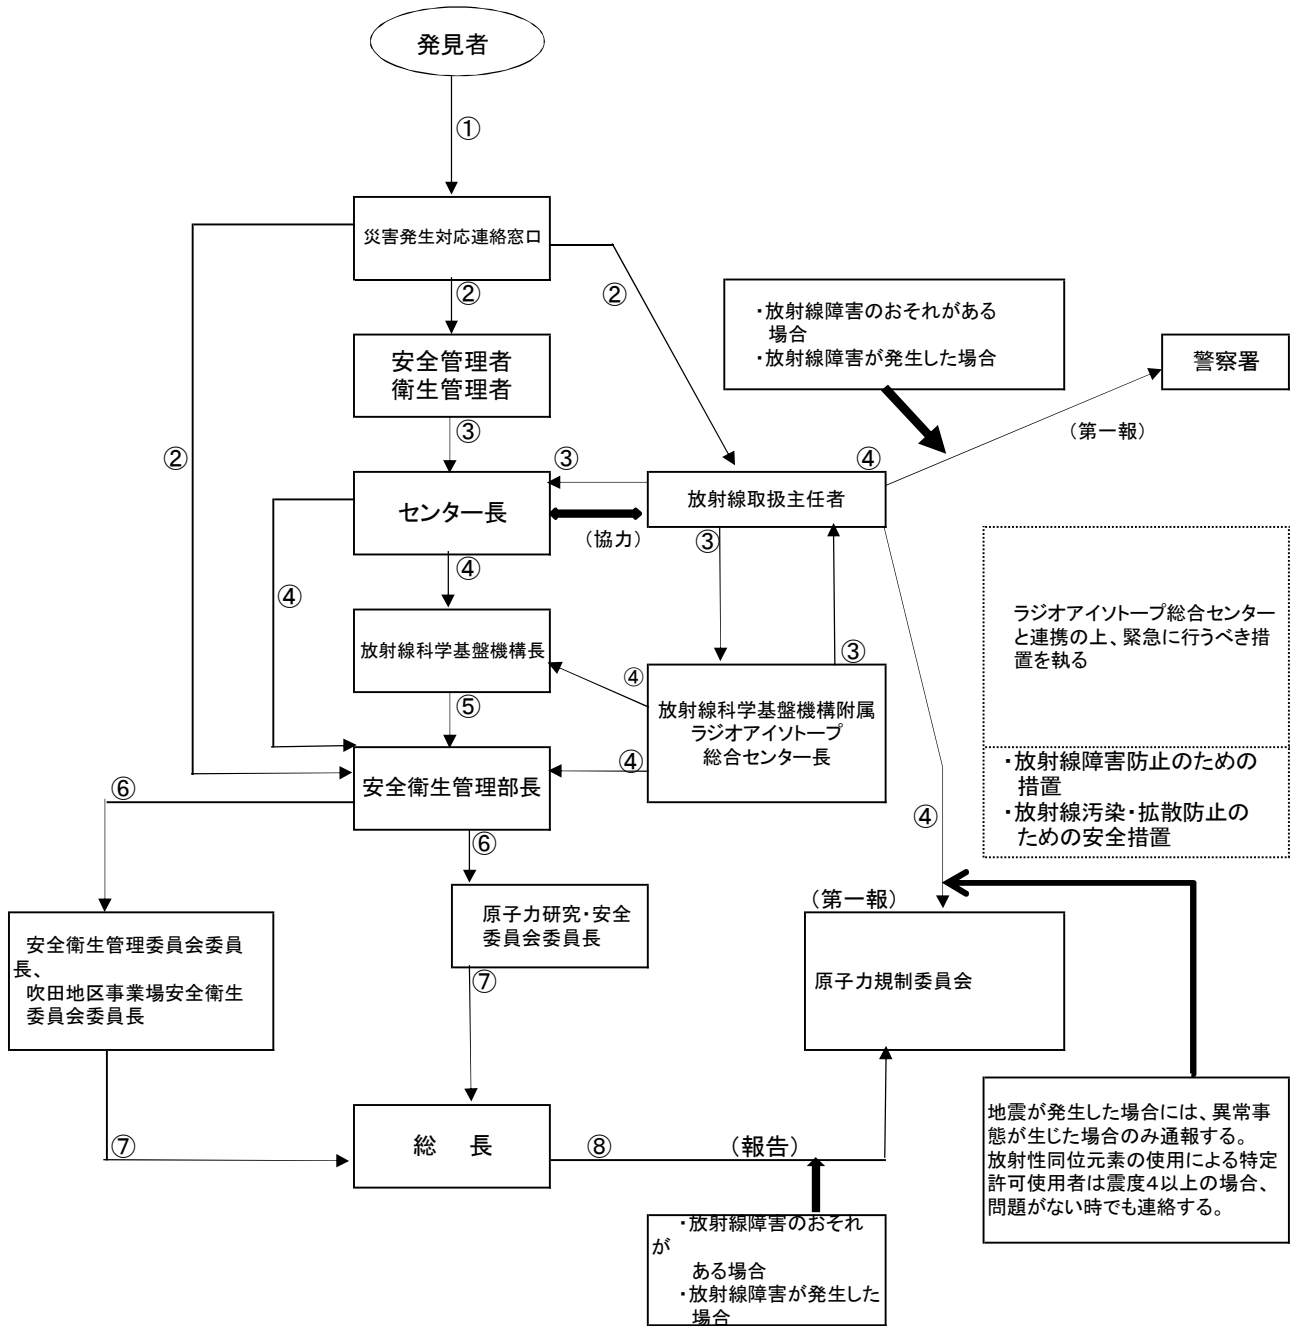 発見者
①
災害発生対応連絡窓口
②
②
②
・放射線障害のおそれがある
場合
・放射線障害が発生した場合
警察署
（第一報）
安全管理者
衛生管理者
③
③
④
センター長
（協力）
放射線取扱主任者
③
④
④
③
④
放射線科学基盤機構長
⑤
放射線科学基盤機構附属
ラジオアイソトープ
総合センター長
④
ラジオアイソトープ総合センター
と連携の上、緊急に行うべき措
置を執る
・放射線障害防止のための
措置
・放射線汚染・拡散防止の
ための安全措置
安全衛生管理部長
⑥
⑥
④
（第一報）
安全衛生管理委員会委員
長、
吹田地区事業場安全衛生
委員会委員長
原子力研究・安全
委員会委員長
⑦
原子力規制委員会
地震が発生した場合には、異常事
態が生じた場合のみ通報する。
放射性同位元素の使用による特定
許可使用者は震度４以上の場合、
問題がない時でも連絡する。
⑦
総　長
⑧
（報告）
・放射線障害のおそれ
が
ある場合
・放射線障害が発生した
場合